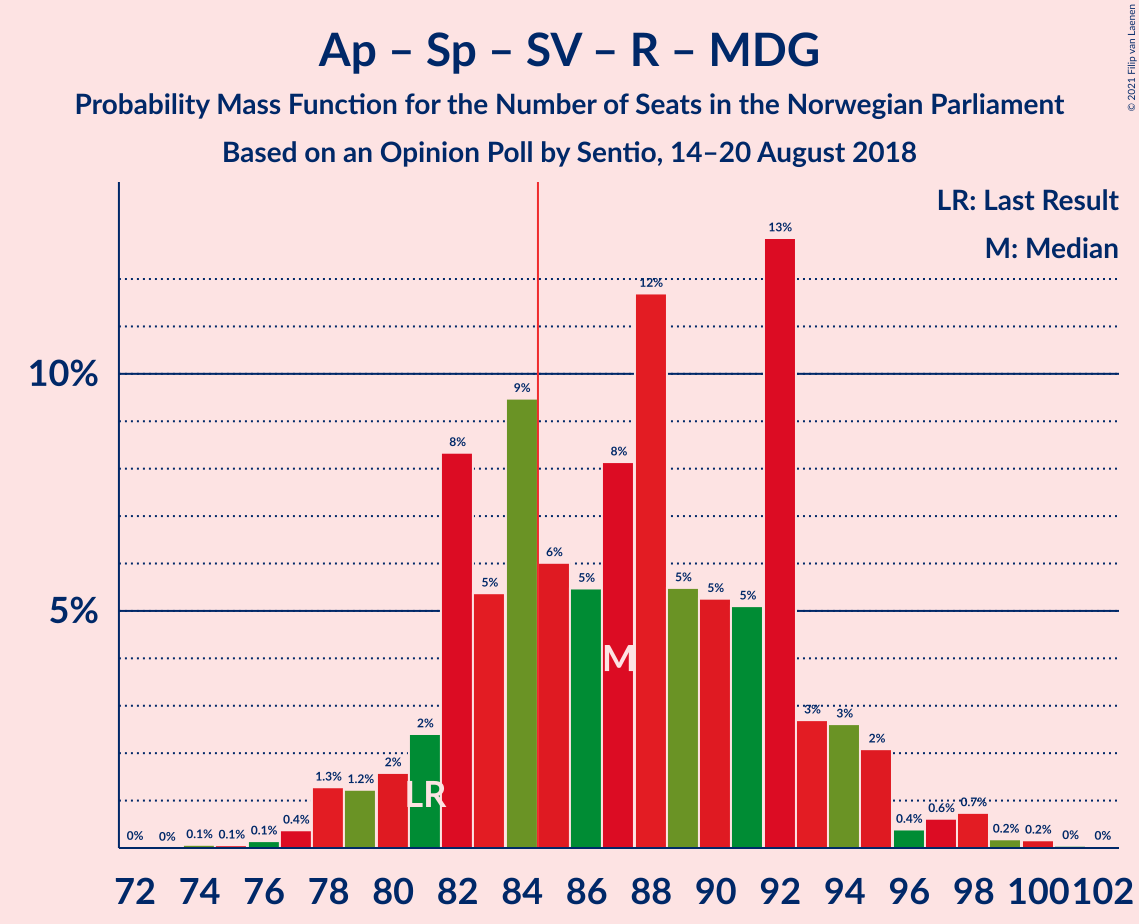 Ap – Sp – SV – R – MDG
Probability Mass Function for the Number of Seats in the Norwegian Parliament
Based on an Opinion Poll by Sentio, 14–20 August 2018
© 2021 Filip van Laenen
LR: Last Result
M: Median
10%
5%
0% 0% 0.1% 0.1% 0.1% 0.4% 1.3% 1.2% 2% 2% 8% 5% 9% 6% 5% 8% 12% 5% 5% 5% 13% 3% 3% 2% 0.4% 0.6% 0.7% 0.2% 0.2% 0% 0%
LR
M
72 74 76 78 80 82 84 86 88 90 92 94 96 98 100 102